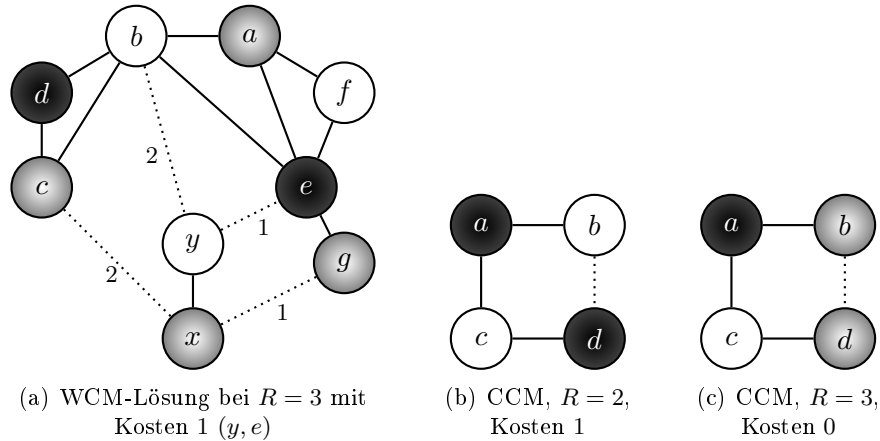 b
a
d
f
2
c
e
1
y
g
2
1
x
a
b
c
d
a
b
c
d
(a) WCM-Lösung bei R = 3 mit
Kosten 1 (y, e)
(b) CCM, R = 2,
Kosten 1
(c) CCM, R = 3,
Kosten 0